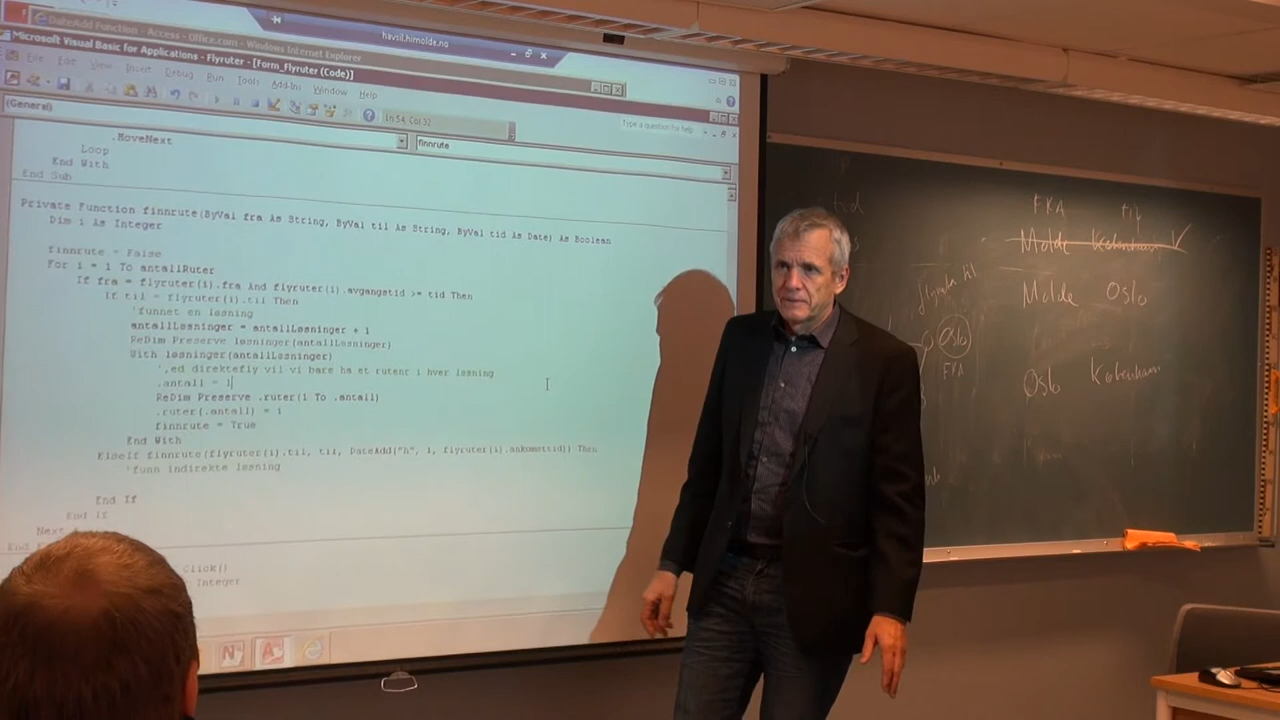 DateAdd Function - Access - Office.com - Windows Internet Explorer
havsil.himolde.no
Microsoft Visual Basic for Applications - Flyruter - [Form_Flyruter (Code)]
File Edit View Insert Debug Run Tools Add-Ins Window Help
Ln 54, Col 32
Type a question for help
(General)
finnrute
.MoveNext
Loop
End With
End Sub
Private Function finnrute(ByVal fra As String, ByVal til As String, ByVal tid As Date) As Boolean
Dim i As Integer
finnrute = False
For i = 1 To antallRuter
If fra = flyruter(i).fra And flyruter(i).avgangstid >= tid Then
If til = flyruter(i).til Then
'funnet en løsning
antallLøsninger = antallLøsninger + 1
ReDim Preserve løsninger(antallLøsninger)
With løsninger(antallLøsninger)
',ed direktefly vil vi bare ha et rutenr i hver løsning
.antall = 1
ReDim Preserve .ruter(1 To .antall)
.ruter(.antall) = i
finnrute = True
End With
ElseIf finnrute(flyruter(i).til, til, DateAdd("h", 1, flyruter(i).ankomsttid)) Then
'funn indirekte løsning
End If
End If
Next
Click()
Integer
FRA TIL
Molde København
Molde Oslo
Oslo København
flyrute til
Oslo
FRA